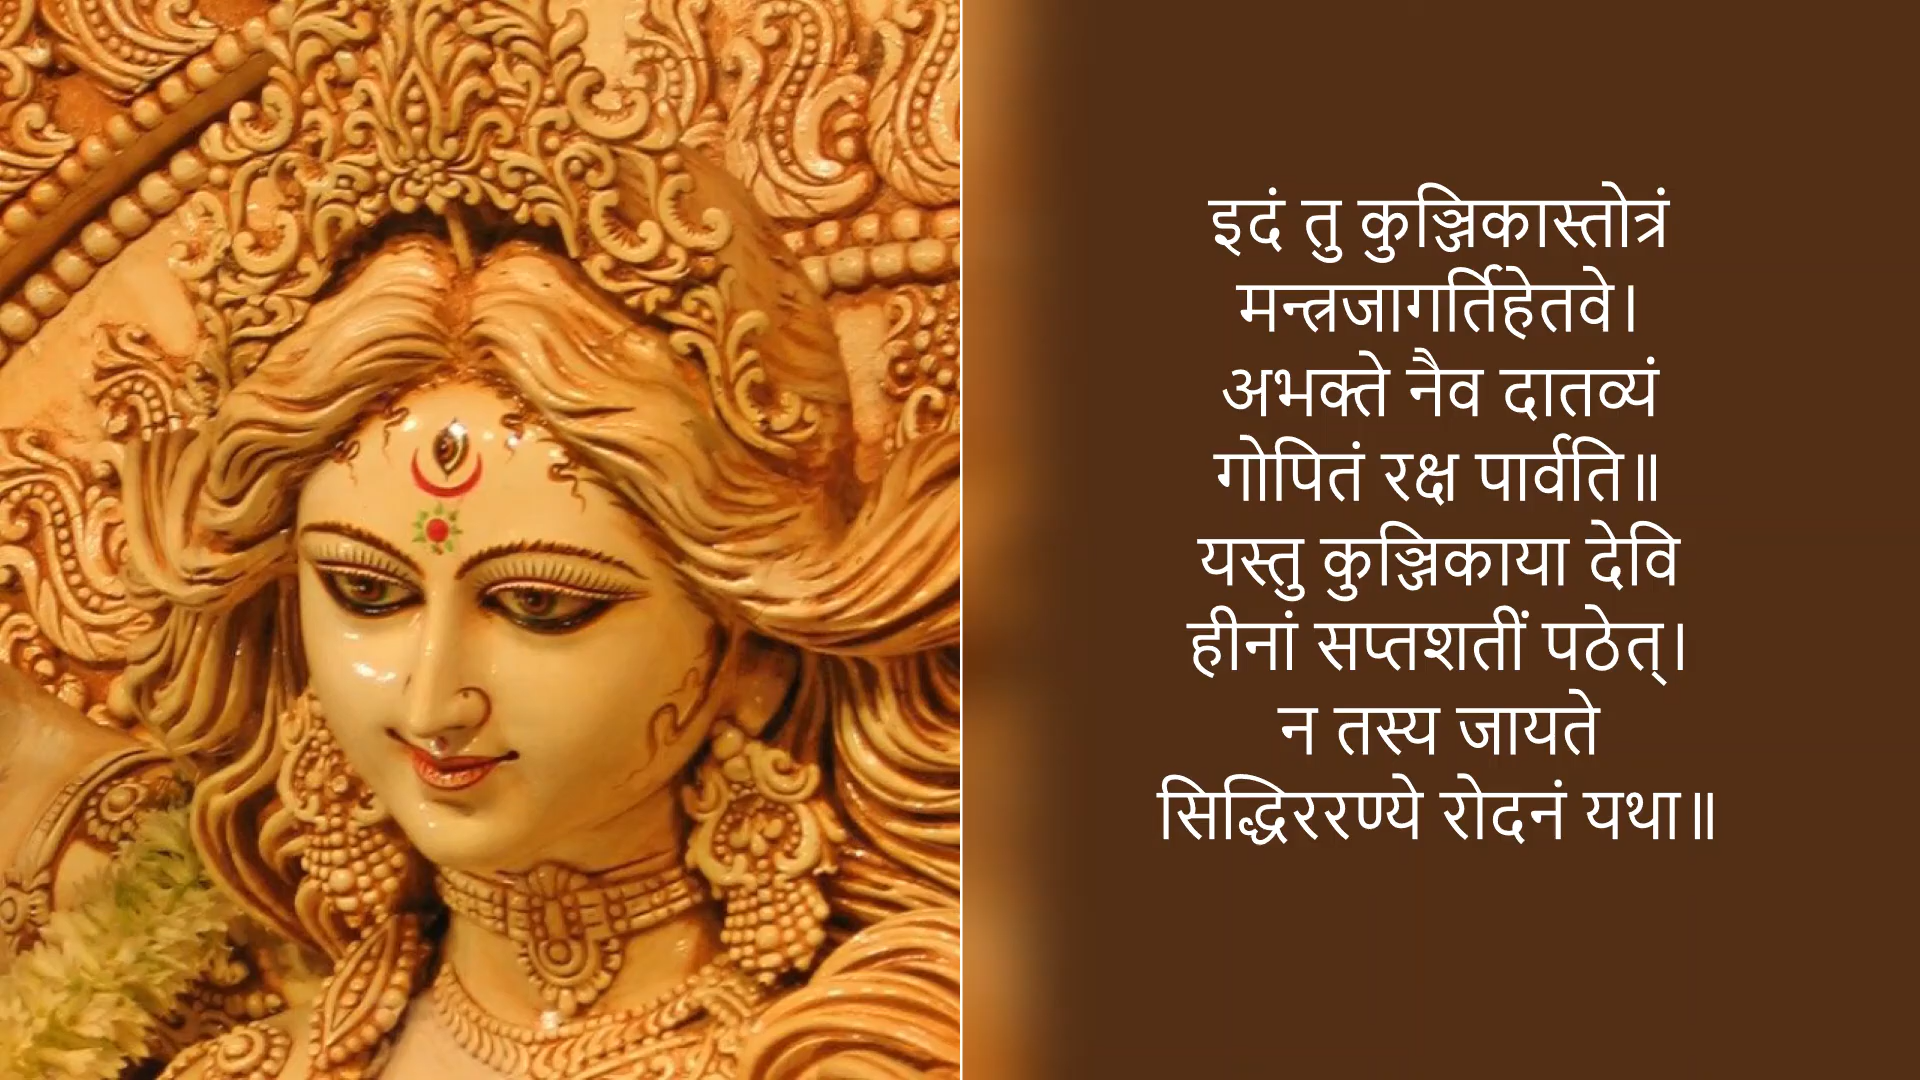 इदं तु कुञ्जिकास्तोत्रं
मन्त्रजागर्तिहेतवे।
अभक्ते नैव दातव्यं
गोपितं रक्ष पार्वति॥
यस्तु कुञ्जिकाया देवि
हीनां सप्तशतीं पठेत्।
न तस्य जायते
सिद्धिररण्ये रोदनं यथा॥